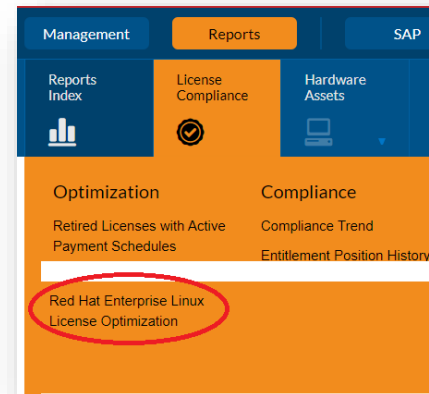 Management
Reports
SAP
Reports
Index
License
Compliance
Hardware
Assets
Optimization
Retired Licenses with Active
Payment Schedules
Red Hat Enterprise Linux
License Optimization
Compliance
Compliance Trend
Entitlement Position History